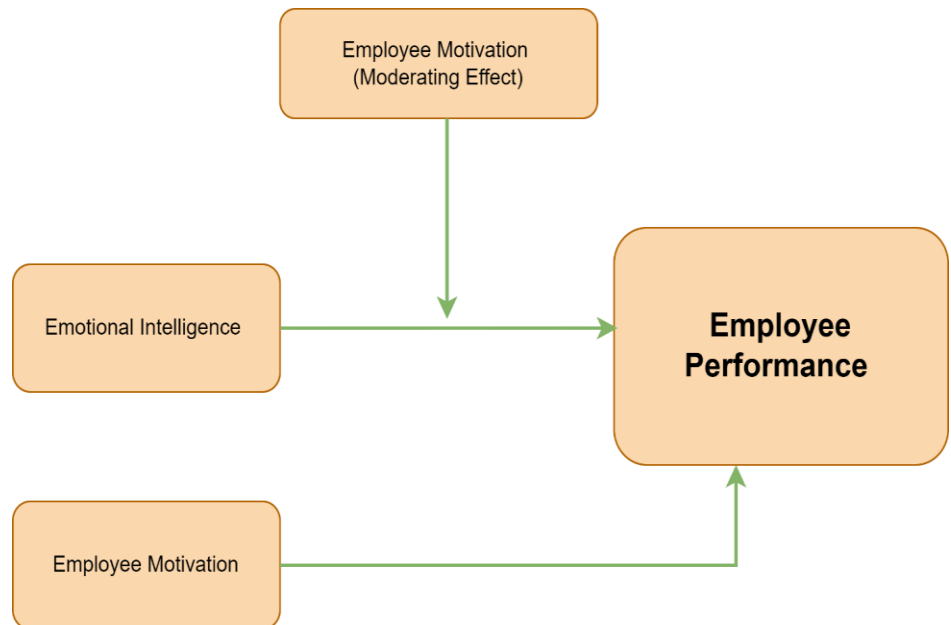 Employee Motivation
(Moderating Effect)
Emotional Intelligence
Employee
Performance
Employee Motivation